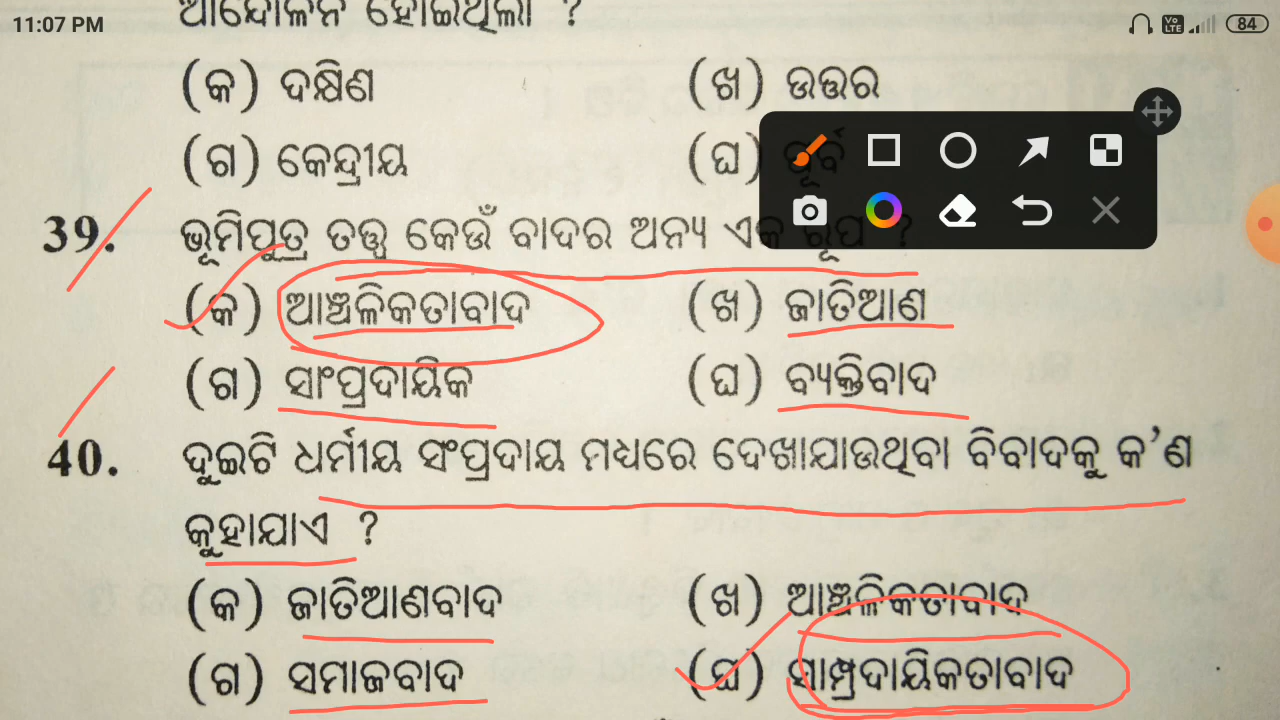 11:07 PM
84
ଆନ୍ଦୋଳନ ହୋଇଥିଲା ?
(କ) ଦକ୍ଷିଣ (ଖ) ଉତ୍ତର
(ଗ) କେନ୍ଦ୍ରୀୟ (ଘ) ପୂର୍ବ
39. ଭୂମିପୁତ୍ର ତତ୍ତ୍ୱ କେଉଁ ବାଦର ଅନ୍ୟ ଏକ ରୂପ ?
(କ) ଆଞ୍ଚଳିକତାବାଦ (ଖ) ଜାତିଆଣ
(ଗ) ସାଂପ୍ରଦାୟିକ (ଘ) ବ୍ୟକ୍ତିବାଦ
40. ଦୁଇଟି ଧର୍ମୀୟ ସଂପ୍ରଦାୟ ମଧ୍ୟରେ ଦେଖାଯାଉଥିବା ବିବାଦକୁ କ'ଣ
କୁହାଯାଏ ?
(କ) ଜାତିଆଣବାଦ (ଖ) ଆଞ୍ଚଳିକତାବାଦ
(ଗ) ସମାଜବାଦ (ଘ) ସାମ୍ପ୍ରଦାୟିକତାବାଦ